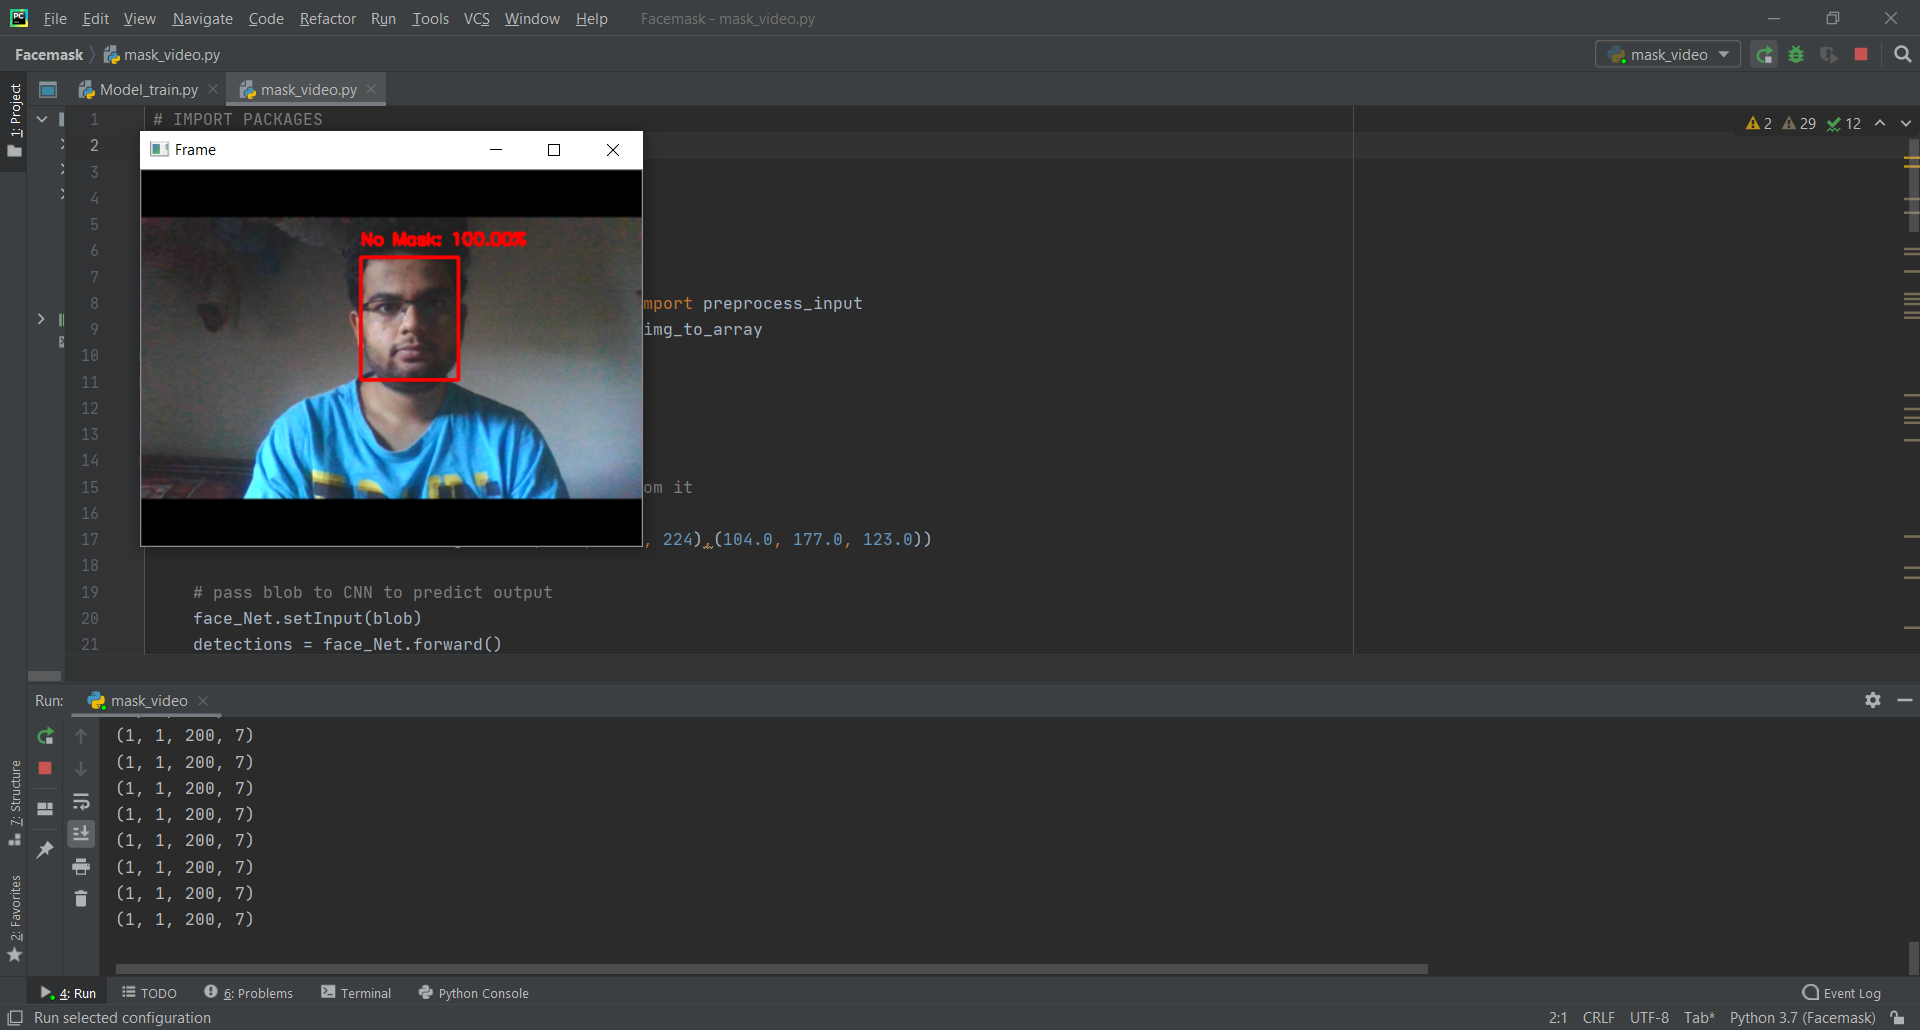 PC
File Edit View Navigate Code Refactor Run Tools VCS Window Help Facemask - mask_video.py
Facemask mask_video.py
mask_video
Model_train.py mask_video.py
1: Project
2 29 12
1 # IMPORT PACKAGES
2
3
4
5
6
7
8 mport preprocess_input
9 img_to_array
10
11
12
13
14
15 om it
16
17 , 224),(104.0, 177.0, 123.0))
18
19 # pass blob to CNN to predict output
20 face_Net.setInput(blob)
21 detections = face_Net.forward()
Frame
No Mask: 100.00%
Run: mask_video
(1, 1, 200, 7)
(1, 1, 200, 7)
(1, 1, 200, 7)
(1, 1, 200, 7)
(1, 1, 200, 7)
(1, 1, 200, 7)
(1, 1, 200, 7)
(1, 1, 200, 7)
7: Structure
2: Favorites
4: Run TODO 6: Problems Terminal Python Console Event Log
Run selected configuration 2:1 CRLF UTF-8 Tab* Python 3.7 (Facemask)